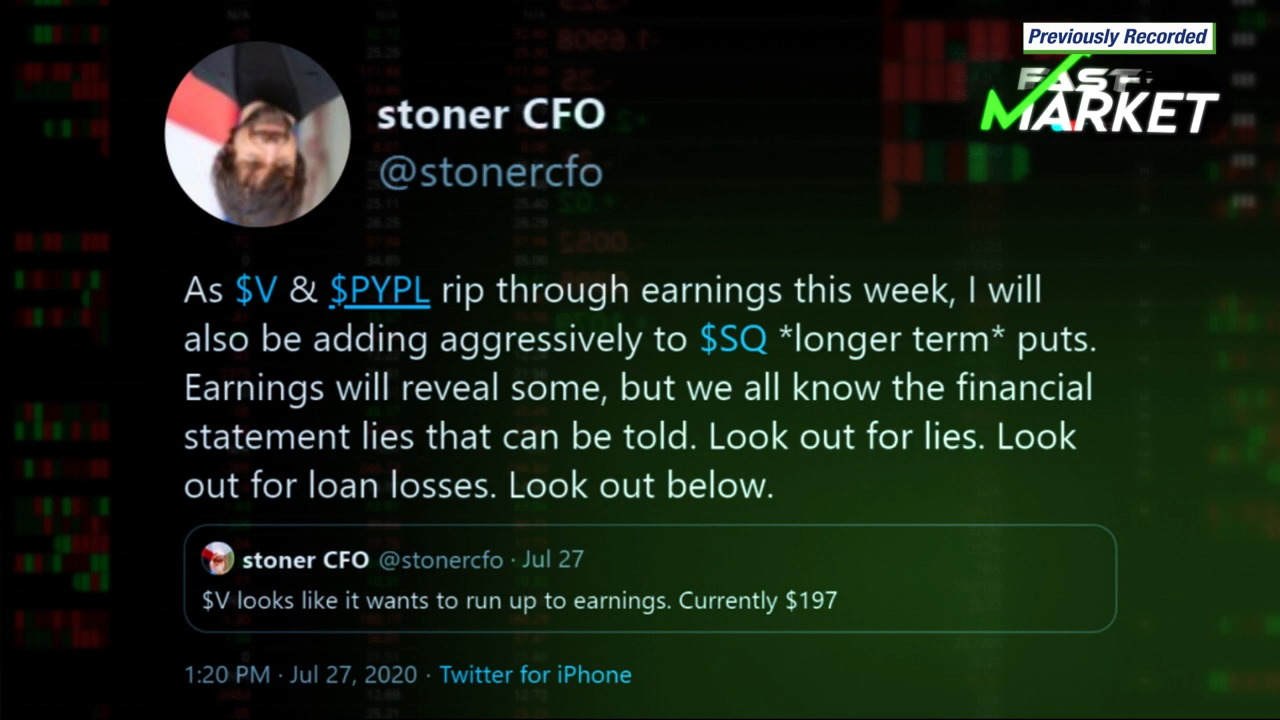 Previously Recorded
FAST
MARKET
stoner CFO
@stonercfo
As $V & $PYPL rip through earnings this week, I will
also be adding aggressively to $SQ *longer term* puts.
Earnings will reveal some, but we all know the financial
statement lies that can be told. Look out for lies. Look
out for loan losses. Look out below.
stoner CFO @stonercfo · Jul 27
$V looks like it wants to run up to earnings. Currently $197
1:20 PM · Jul 27, 2020 · Twitter for iPhone